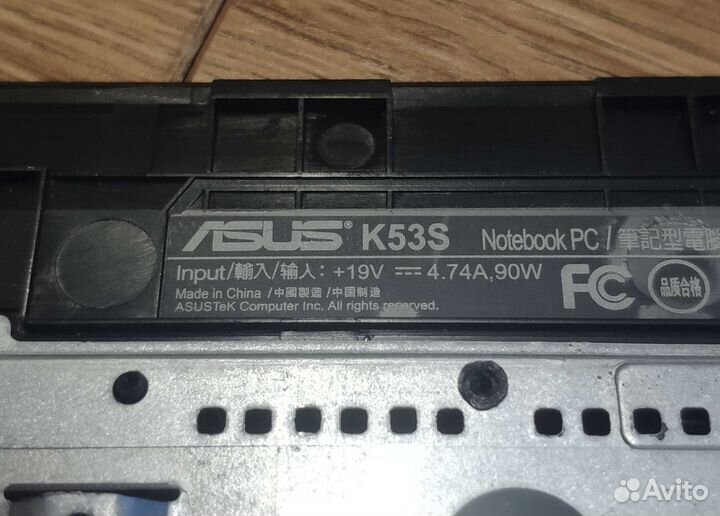 ASUS® K53S Notebook PC / 筆記型電腦
Input/輸入/输入: +19V ⎓ 4.74A,90W
Made in China / 中國製造 / 中国制造
ASUSTeK Computer Inc. All rights reserved.
FC
品质合格
Avito